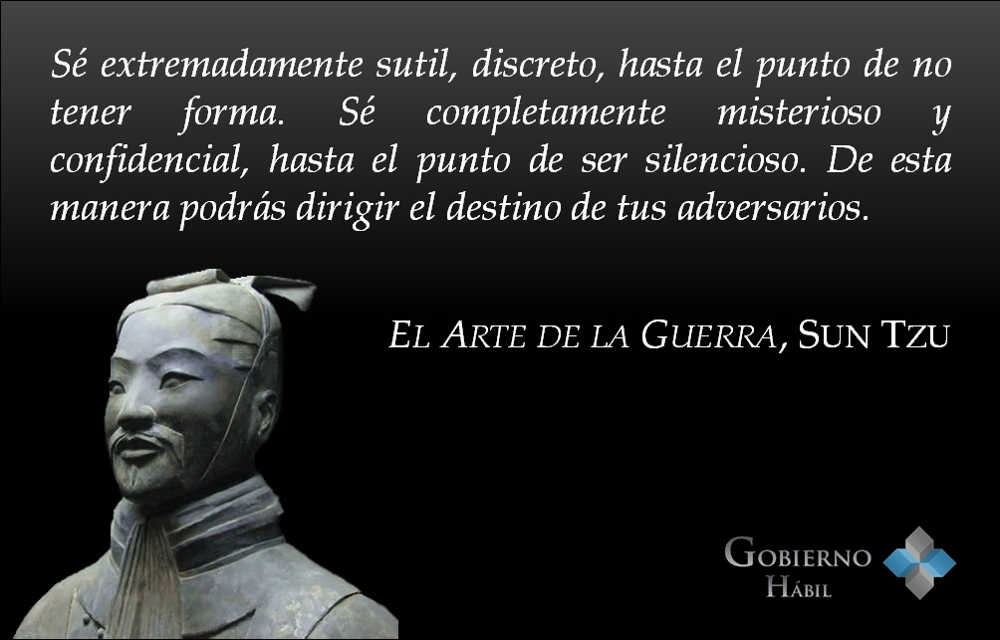 Sé extremadamente sutil, discreto, hasta el punto de no
tener forma. Sé completamente misterioso y
confidencial, hasta el punto de ser silencioso. De esta
manera podrás dirigir el destino de tus adversarios.
EL ARTE DE LA GUERRA, SUN TZU
GOBIERNO
HÁBIL